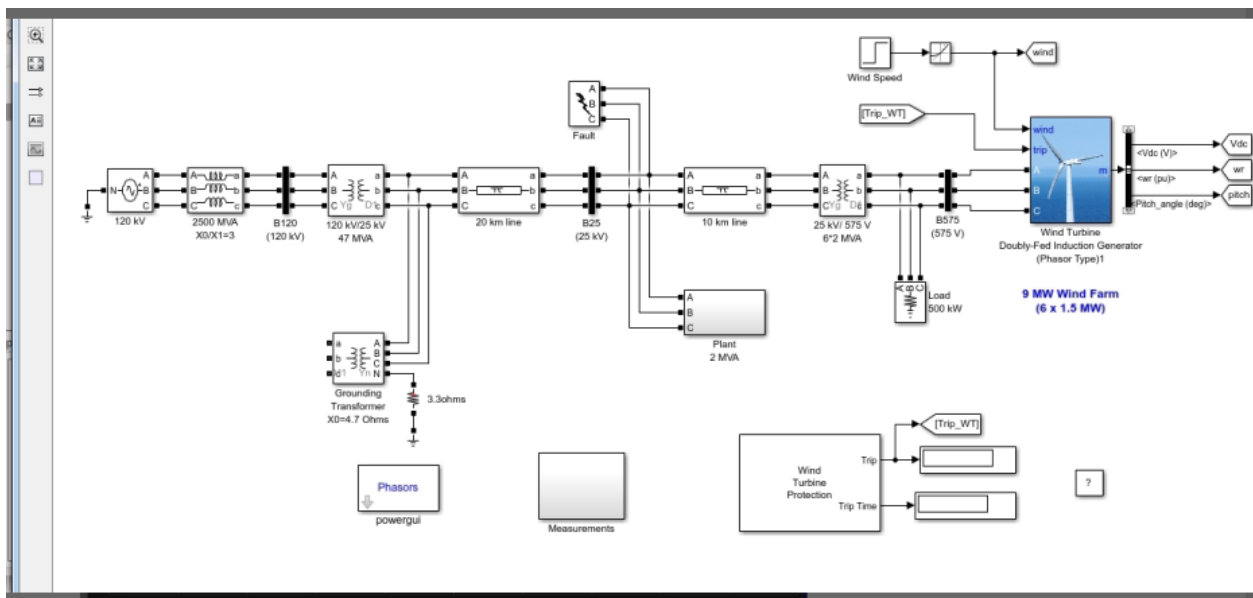 Wind Speed
wind
[Trip_WT]
wind
trip
A
B
C
m
<Vdc (V)>
<wr (pu)>
<Pitch_angle (deg)>
Vdc
wr
pitch
Wind Turbine
Doubly-Fed Induction Generator
(Phasor Type)1
9 MW Wind Farm
(6 x 1.5 MW)
A
B
C
Fault
N
A
B
C
120 kV
A
B
C
a
b
c
2500 MVA
X0/X1=3
B120
(120 kV)
A
B
C
Yg
a
b
c
120 kV/25 kV
47 MVA
A
B
C
a
b
c
20 km line
B25
(25 kV)
A
B
C
a
b
c
10 km line
A
B
C
Yg
a
b
25 kV/ 575 V
6*2 MVA
B575
(575 V)
A
B
C
Load
500 kW
A
B
C
Plant
2 MVA
a
b
Yn
A
B
C
N
Grounding
Transformer
X0=4.7 Ohms
3.3ohms
Phasors
powergui
Measurements
Wind
Turbine
Protection
Trip
Trip Time
[Trip_WT]
?